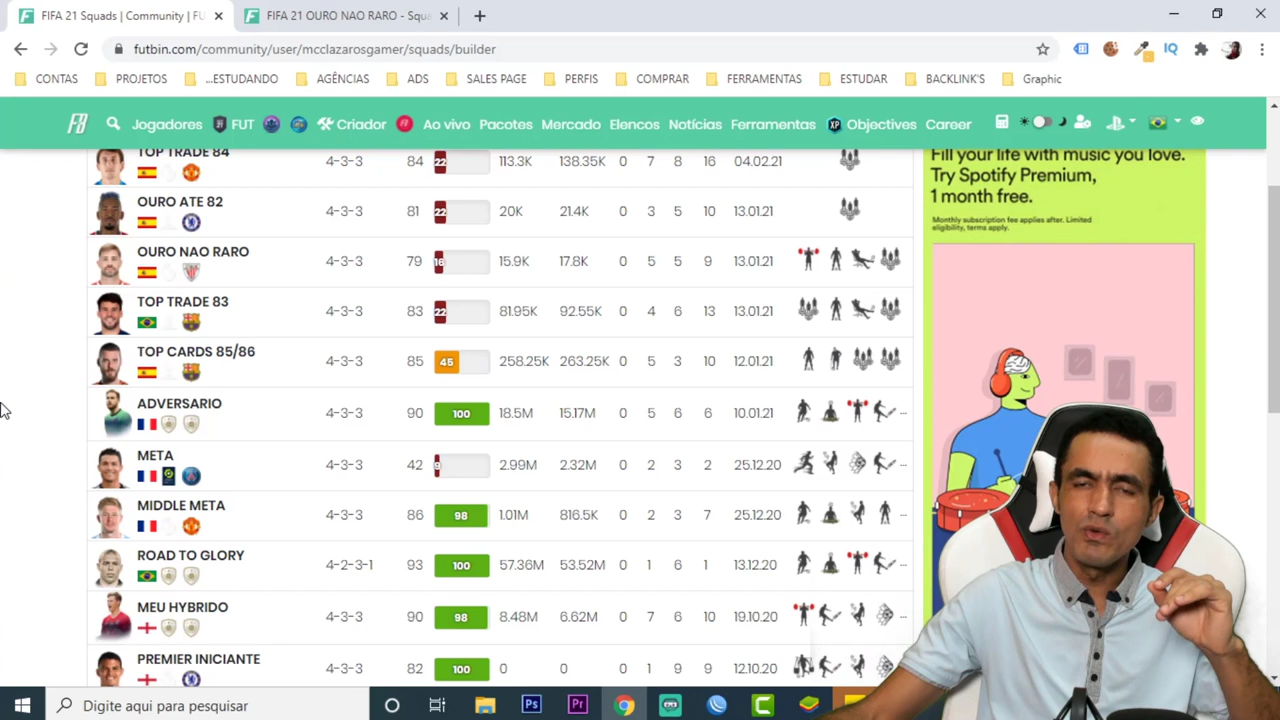 FIFA 21 Squads | Community | FU
FIFA 21 OURO NAO RARO - Squa
futbin.com/community/user/mcclazarosgamer/squads/builder
CONTAS PROJETOS ...ESTUDANDO AGÊNCIAS ADS SALES PAGE PERFIS COMPRAR FERRAMENTAS ESTUDAR BACKLINK'S Graphic
Jogadores FUT Criador Ao vivo Pacotes Mercado Elencos Notícias Ferramentas XP Objectives Career
TOP TRADE 84 4-3-3 84 22 113.3K 138.35K 0 7 8 16 04.02.21
OURO ATE 82 4-3-3 81 22 20K 21.4K 0 3 5 10 13.01.21
OURO NAO RARO 4-3-3 79 16 15.9K 17.8K 0 5 5 9 13.01.21
TOP TRADE 83 4-3-3 83 22 81.95K 92.55K 0 4 6 13 13.01.21
TOP CARDS 85/86 4-3-3 85 45 258.25K 263.25K 0 5 3 10 12.01.21
ADVERSARIO 4-3-3 90 100 18.5M 15.17M 0 5 6 6 10.01.21 ...
META 4-3-3 42 9 2.99M 2.32M 0 2 3 2 25.12.20 ...
MIDDLE META 4-3-3 86 98 1.01M 816.5K 0 2 3 7 25.12.20
ROAD TO GLORY 4-2-3-1 93 100 57.36M 53.52M 0 1 6 1 13.12.20 ...
MEU HYBRIDO 4-3-3 90 98 8.48M 6.62M 0 7 6 10 19.10.20
PREMIER INICIANTE 4-3-3 82 100 0 0 0 1 9 9 12.10.20
Fill your life with music you love.
Try Spotify Premium,
1 month free.
Monthly subscription fee applies after. Limited
eligibility, terms apply.
Digite aqui para pesquisar
Ps
Pr